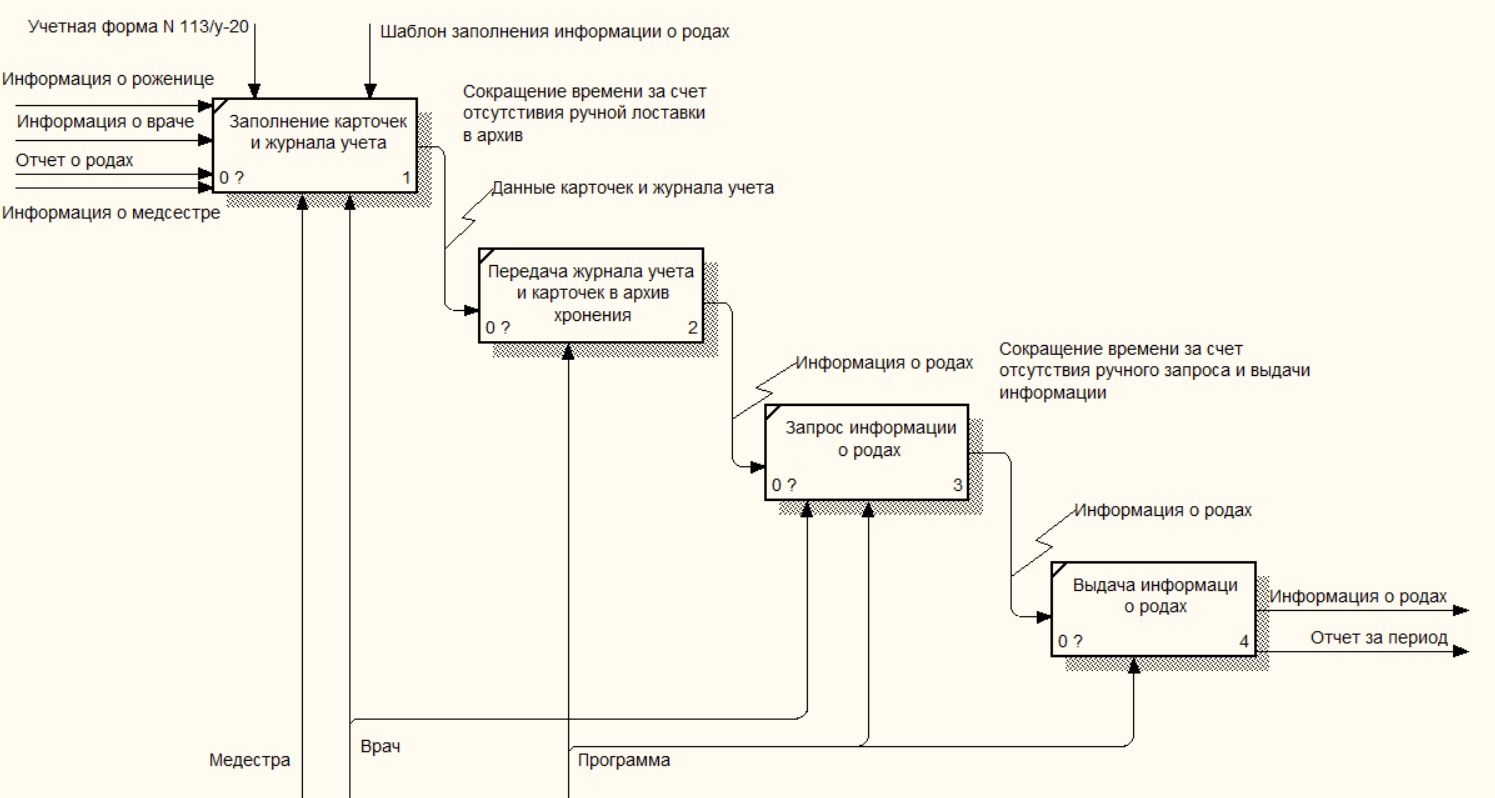 Учетная форма N 113/у-20
Шаблон заполнения информации о родах
Информация о роженице
Информация о враче
Отчет о родах
Информация о медсестре
Заполнение карточек
и журнала учета
0 ? 1
Сокращение времени за счет
отсутстивия ручной лоставки
в архив
Данные карточек и журнала учета
Передача журнала учета
и карточек в архив
хронения
0 ? 2
Информация о родах
Сокращение времени за счет
отсутствия ручного запроса и выдачи
информации
Запрос информации
о родах
0 ? 3
Информация о родах
Выдача информаци
о родах
0 ? 4
Информация о родах
Отчет за период
Медестра
Врач
Программа